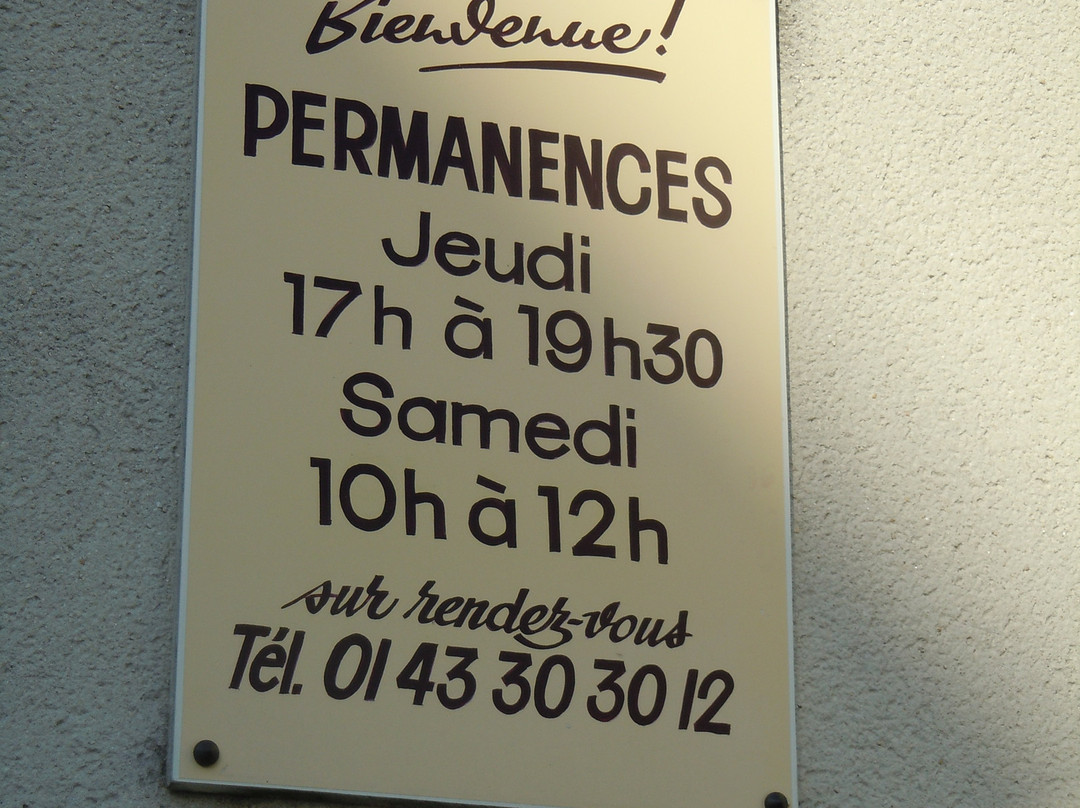 Bienvenue!
PERMANENCES
Jeudi
17h à 19h30
Samedi
10h à 12h
sur rendez-vous
Tél. 01 43 30 30 12